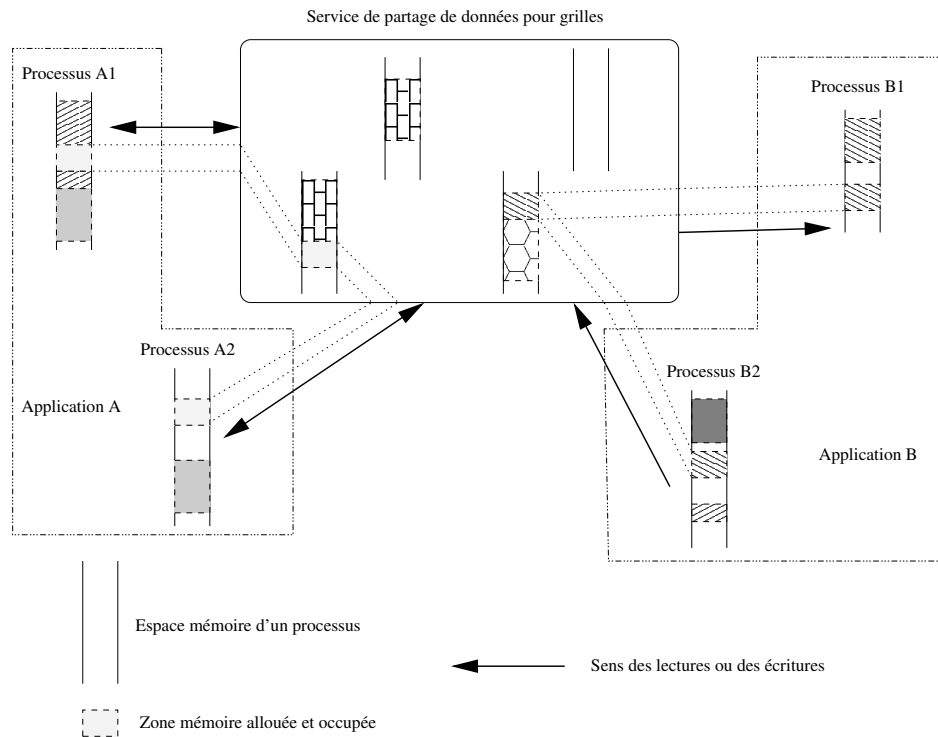 Service de partage de données pour grilles
Processus A1
Processus B1
Processus A2
Processus B2
Application A
Application B
Espace mémoire d'un processus
Sens des lectures ou des écritures
Zone mémoire allouée et occupée